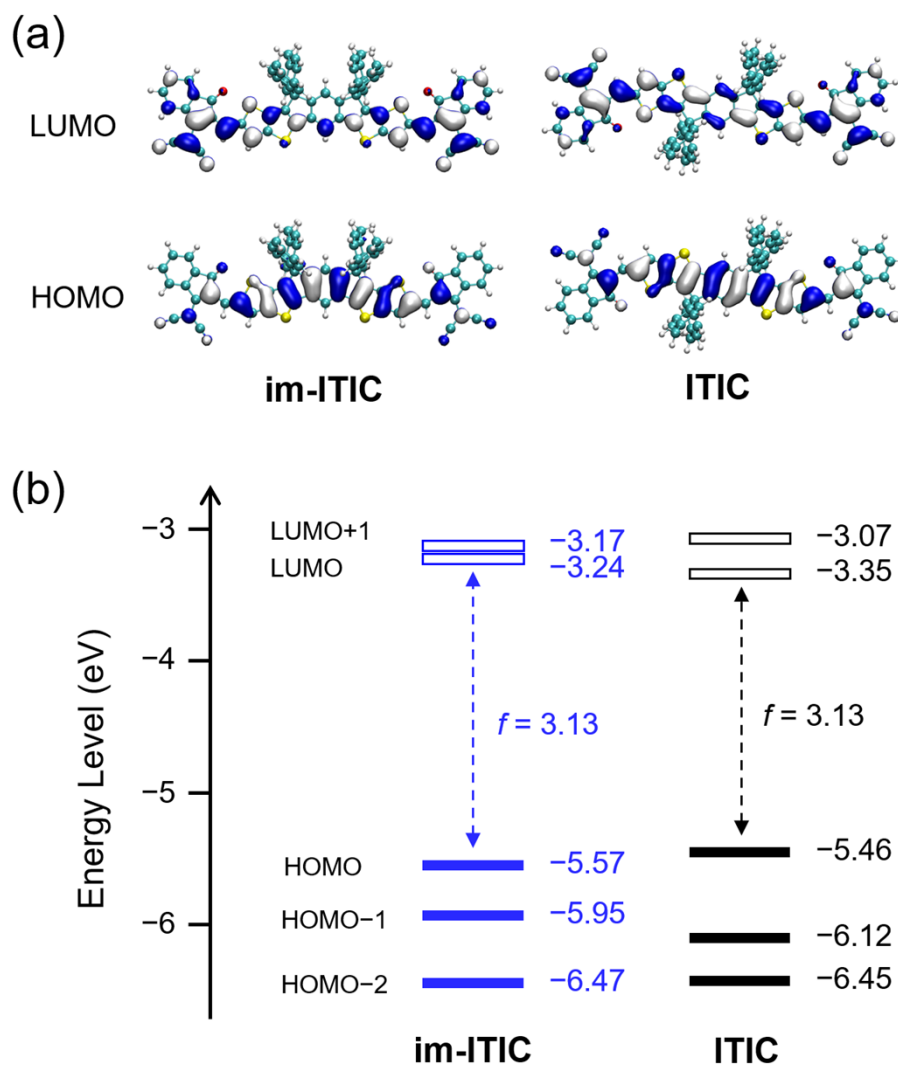 (a)
LUMO
HOMO
im-ITIC
ITIC
(b)
Energy Level (eV)
−3
−4
−5
−6
LUMO+1
LUMO
HOMO
HOMO−1
HOMO−2
−3.17
−3.24
f = 3.13
−5.57
−5.95
−6.47
−3.07
−3.35
f = 3.13
−5.46
−6.12
−6.45
im-ITIC
ITIC